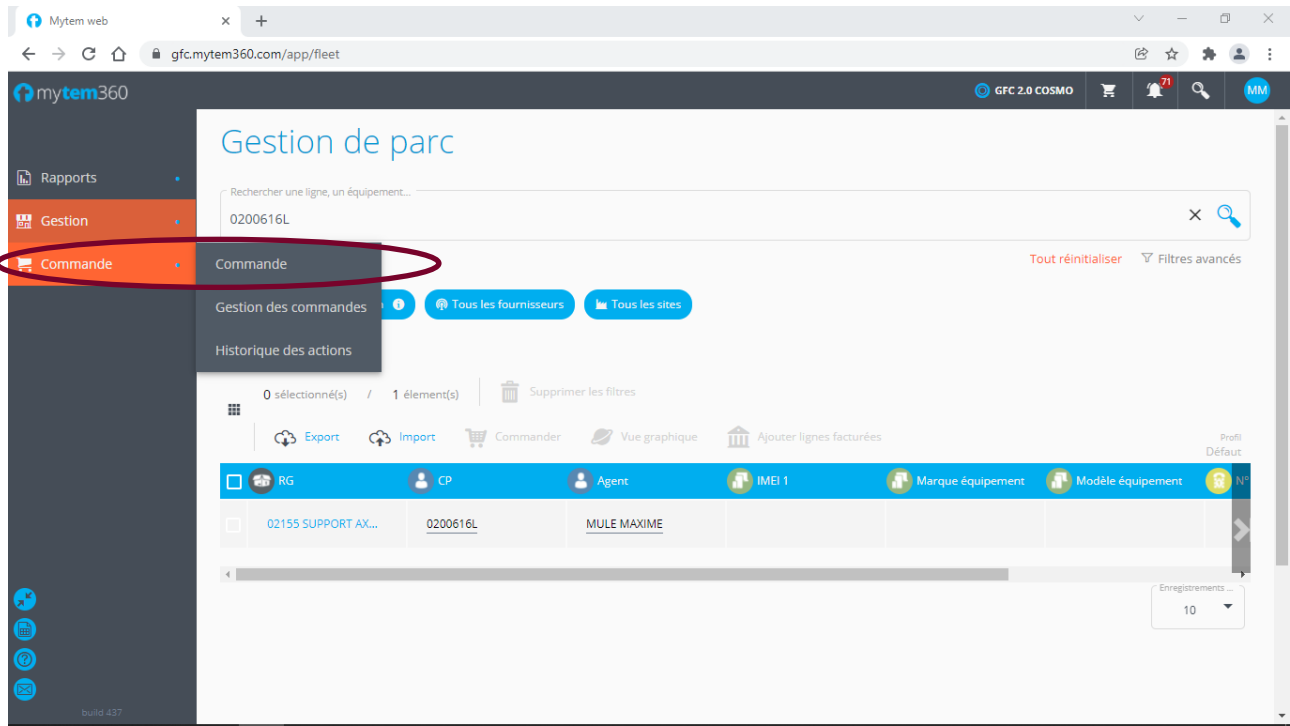 Mytem web
gfc.mytem360.com/app/fleet
mytem360
GFC 2.0 COSMO
71
MM
Gestion de parc
Rapports
Gestion
Commande
Rechercher une ligne, un équipement...
0200616L
Tout réinitialiser
Filtres avancés
Commande
Gestion des commandes
Historique des actions
Tous les fournisseurs
Tous les sites
0 sélectionné(s) / 1 élement(s)
Supprimer les filtres
Export
Import
Commander
Vue graphique
Ajouter lignes facturées
Profil
Défaut
RG
CP
Agent
IMEI 1
Marque équipement
Modèle équipement
N°
02155 SUPPORT AX...
0200616L
MULE MAXIME
Enregistrements ...
10
build 437